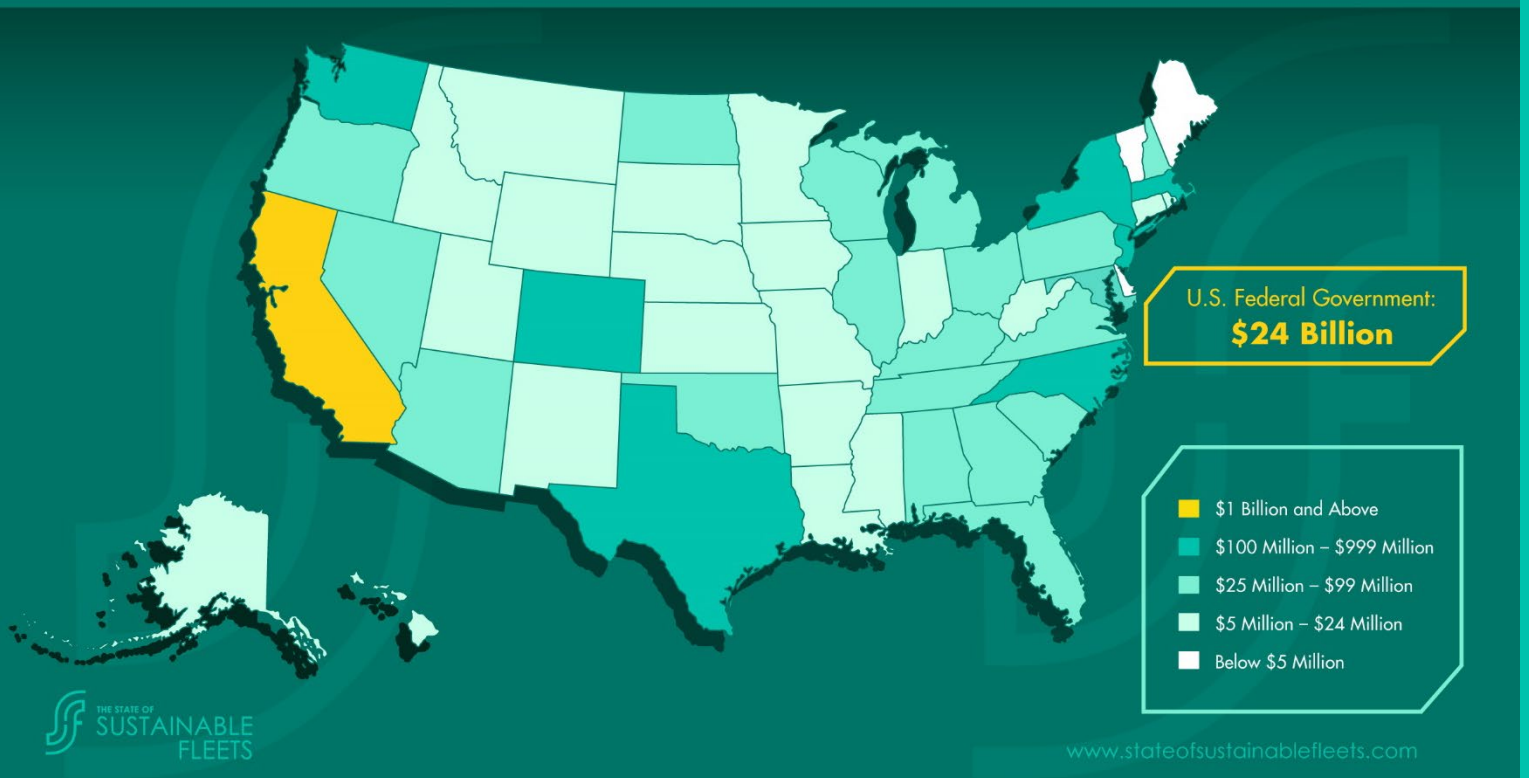 U.S. Federal Government:
$24 Billion
$1 Billion and Above
$100 Million – $999 Million
$25 Million – $99 Million
$5 Million – $24 Million
Below $5 Million
THE STATE OF
SUSTAINABLE
FLEETS
www.stateofsustainablefleets.com